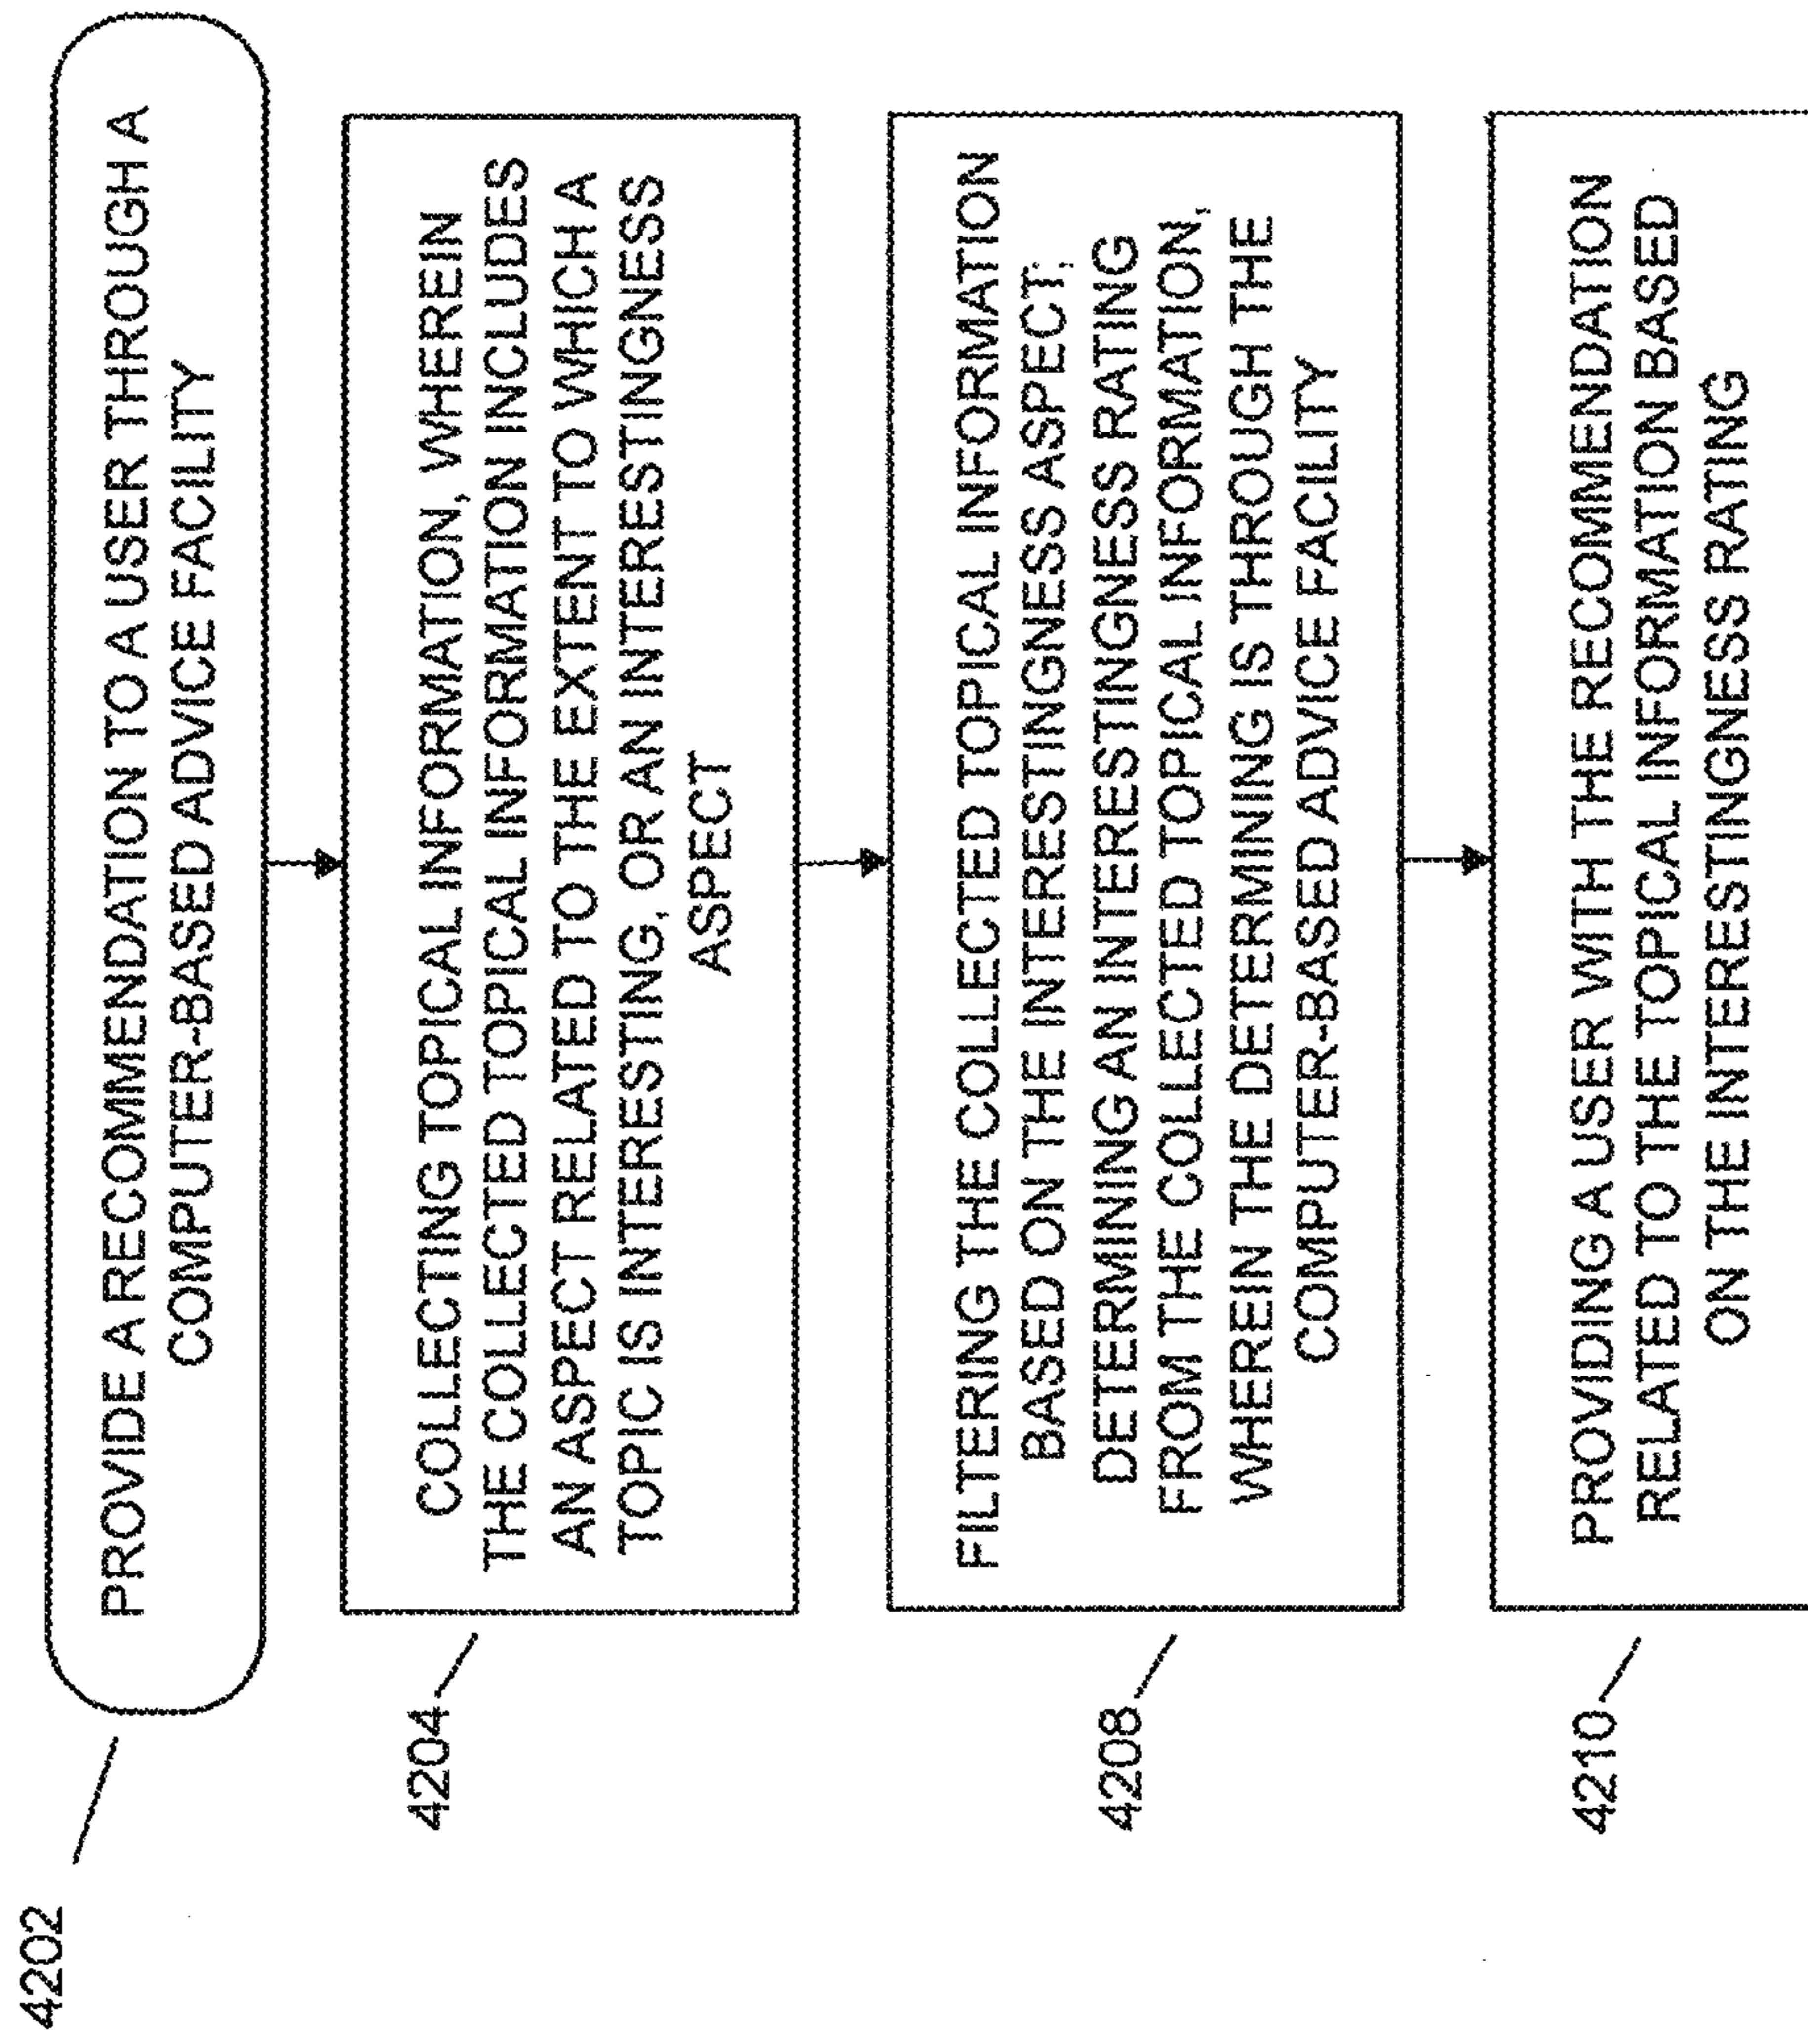 4202
PROVIDE A RECOMMENDATION TO A USER THROUGH A
COMPUTER-BASED ADVICE FACILITY
4204
COLLECTING TOPICAL INFORMATION, WHEREIN
THE COLLECTED TOPICAL INFORMATION INCLUDES
AN ASPECT RELATED TO THE EXTENT TO WHICH A
TOPIC IS INTERESTING, OR AN INTERESTINGNESS
ASPECT
4208
FILTERING THE COLLECTED TOPICAL INFORMATION
BASED ON THE INTERESTINGNESS ASPECT;
DETERMINING AN INTERESTINGNESS RATING
FROM THE COLLECTED TOPICAL INFORMATION,
WHEREIN THE DETERMINING IS THROUGH THE
COMPUTER-BASED ADVICE FACILITY
4210
PROVIDING A USER WITH THE RECOMMENDATION
RELATED TO THE TOPICAL INFORMATION BASED
ON THE INTERESTINGNESS RATING